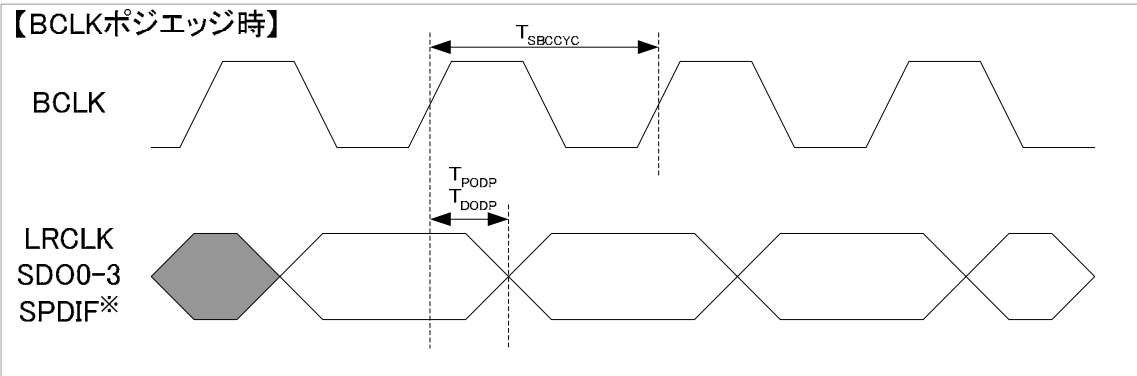 【BCLKポジエッジ時】
TSBCCYC
BCLK
TPODP
TDODP
LRCLK
SDO0-3
SPDIF※